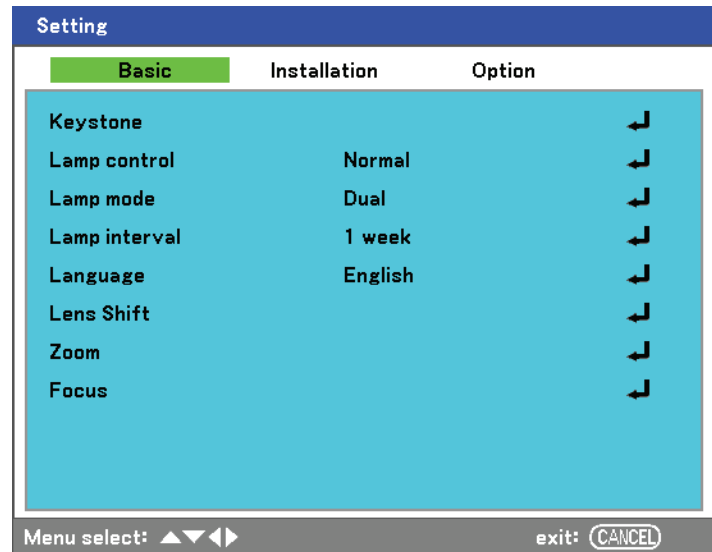 Setting
Basic Installation Option
Keystone
Lamp control Normal
Lamp mode Dual
Lamp interval 1 week
Language English
Lens Shift
Zoom
Focus
Menu select: ▲▼◀▶ exit: CANCEL